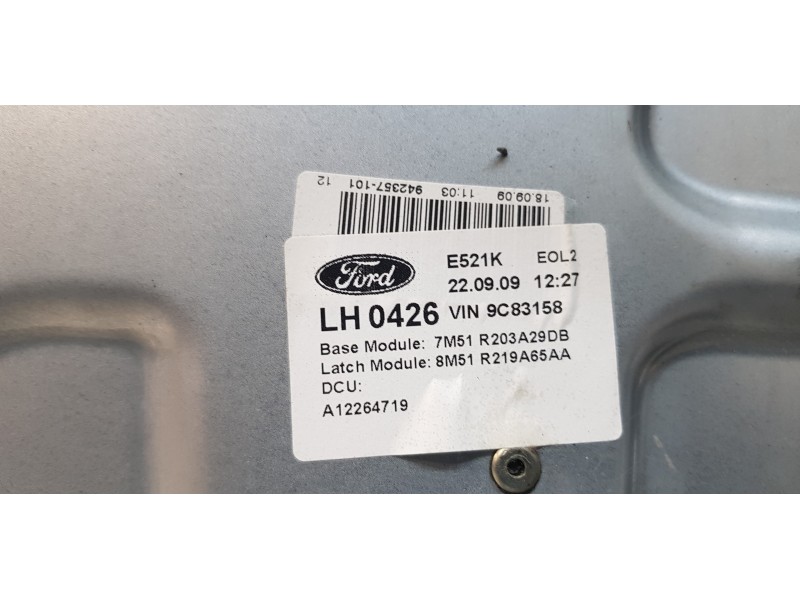 12 942357-101 11:03 18.09.09
Ford E521K EOL2
22.09.09 12:27
LH 0426 VIN 9C83158
Base Module: 7M51 R203A29DB
Latch Module: 8M51 R219A65AA
DCU:
A12264719